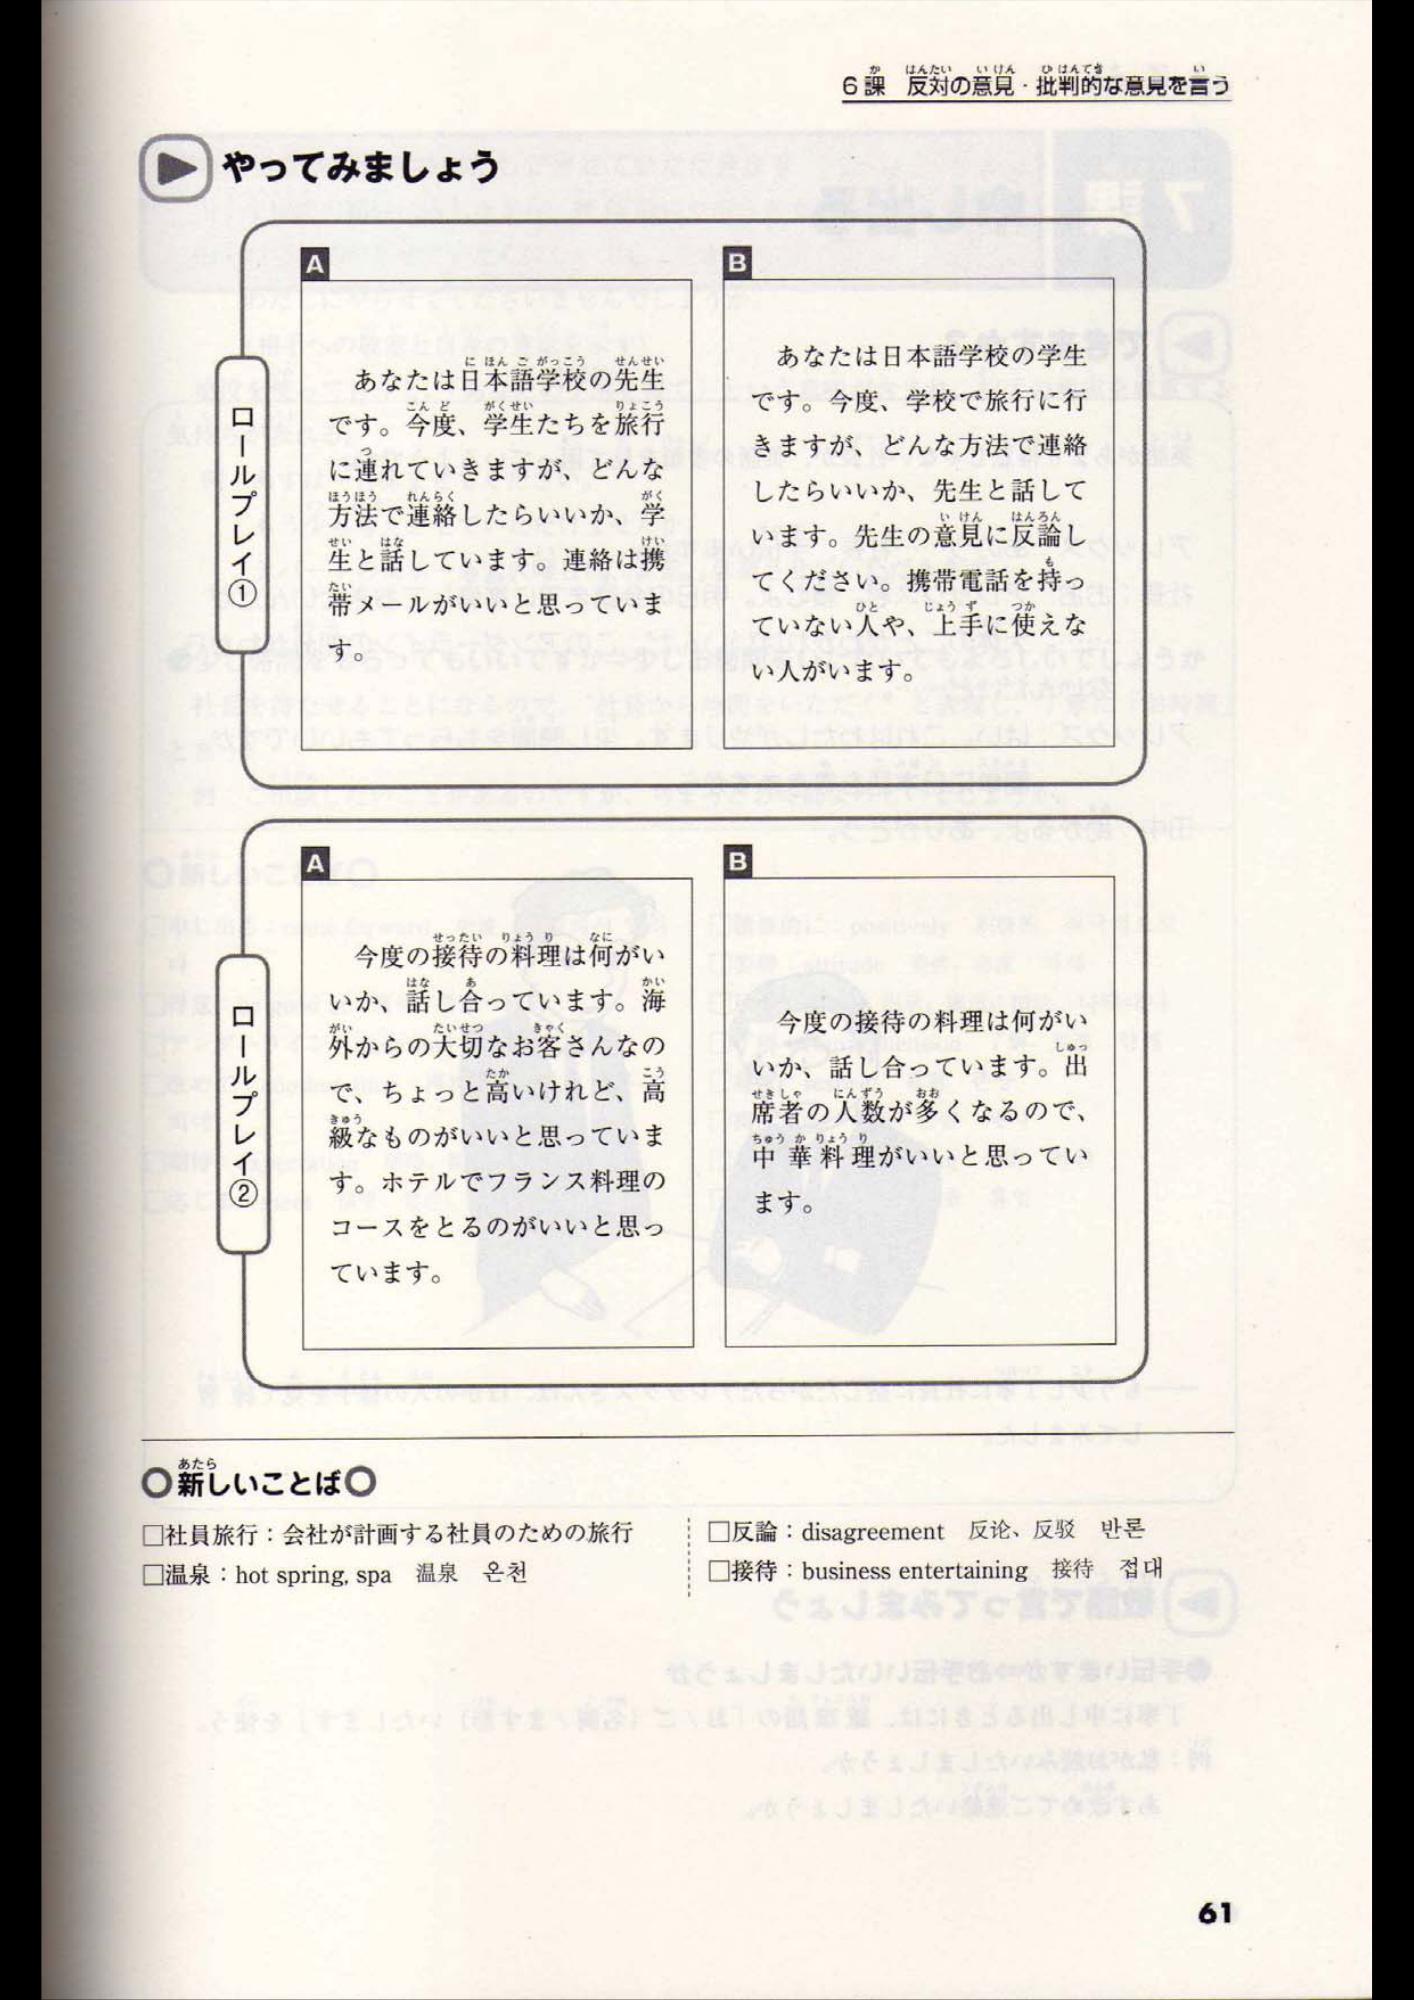 6課 反対の意見・批判的な意見を言う
やってみましょう
ロールプレイ①
A
あなたは日本語学校の先生
です。今度、学生たちを旅行
に連れていきますが、どんな
方法で連絡したらいいか、学
生と話しています。連絡は携
帯メールがいいと思っていま
す。
B
あなたは日本語学校の学生
です。今度、学校で旅行に行
きますが、どんな方法で連絡
したらいいか、先生と話して
います。先生の意見に反論し
てください。携帯電話を持っ
ていない人や、上手に使えな
い人がいます。
ロールプレイ②
A
今度の接待の料理は何がい
いか、話し合っています。海
外からの大切なお客さんなの
で、ちょっと高いけれど、高
級なものがいいと思っていま
す。ホテルでフランス料理の
コースをとるのがいいと思っ
ています。
B
今度の接待の料理は何がい
いか、話し合っています。出
席者の人数が多くなるので、
中華料理がいいと思ってい
ます。
○新しいことば○
□社員旅行：会社が計画する社員のための旅行
□温泉：hot spring, spa 温泉 온천
□反論：disagreement 反论、反驳 반론
□接待：business entertaining 接待 접대
61